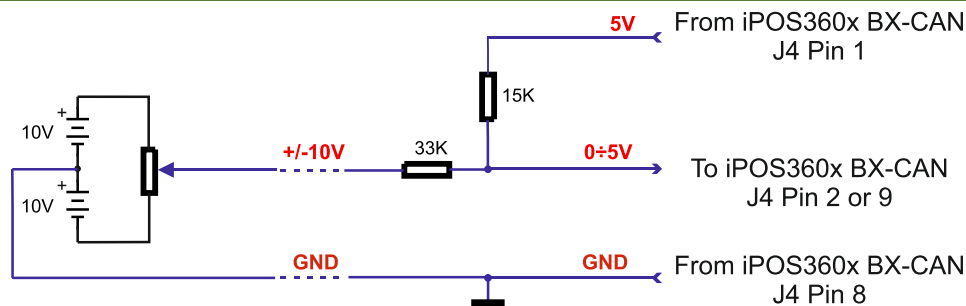 5V
From iPOS360x BX-CAN
J4 Pin 1
15K
+
10V
+/-10V
33K
0÷5V
To iPOS360x BX-CAN
J4 Pin 2 or 9
+
10V
GND
GND
From iPOS360x BX-CAN
J4 Pin 8